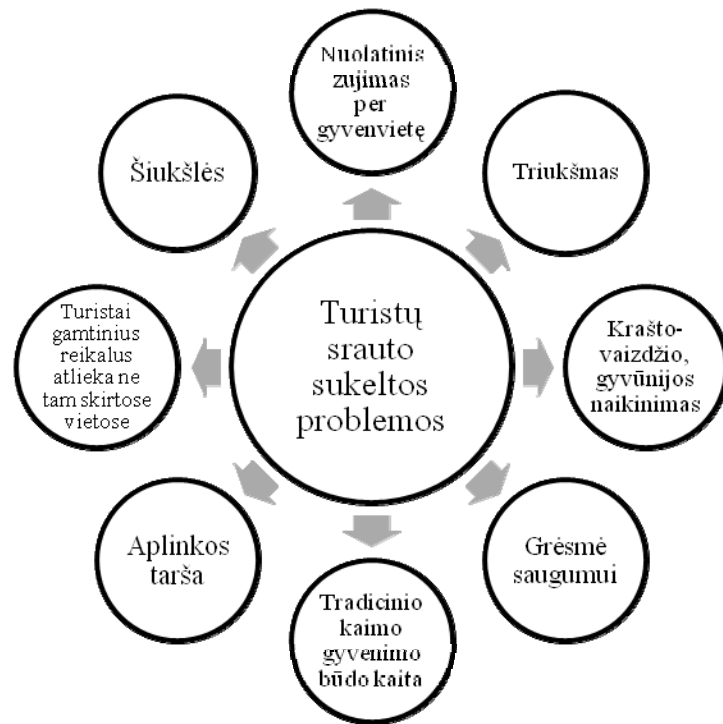 Nuolatinis
zujimas
per
gyvenvietę
Šiukšlės
Triukšmas
Turistų
srauto
sukeltos
problemos
Turistai
gamtinius
reikalus
atlieka ne
tam skirtose
vietose
Krašto-
vaizdžio,
gyvūnijos
naikinimas
Aplinkos
tarša
Grėsmė
saugumui
Tradicinio
kaimo
gyvenimo
būdo kaita